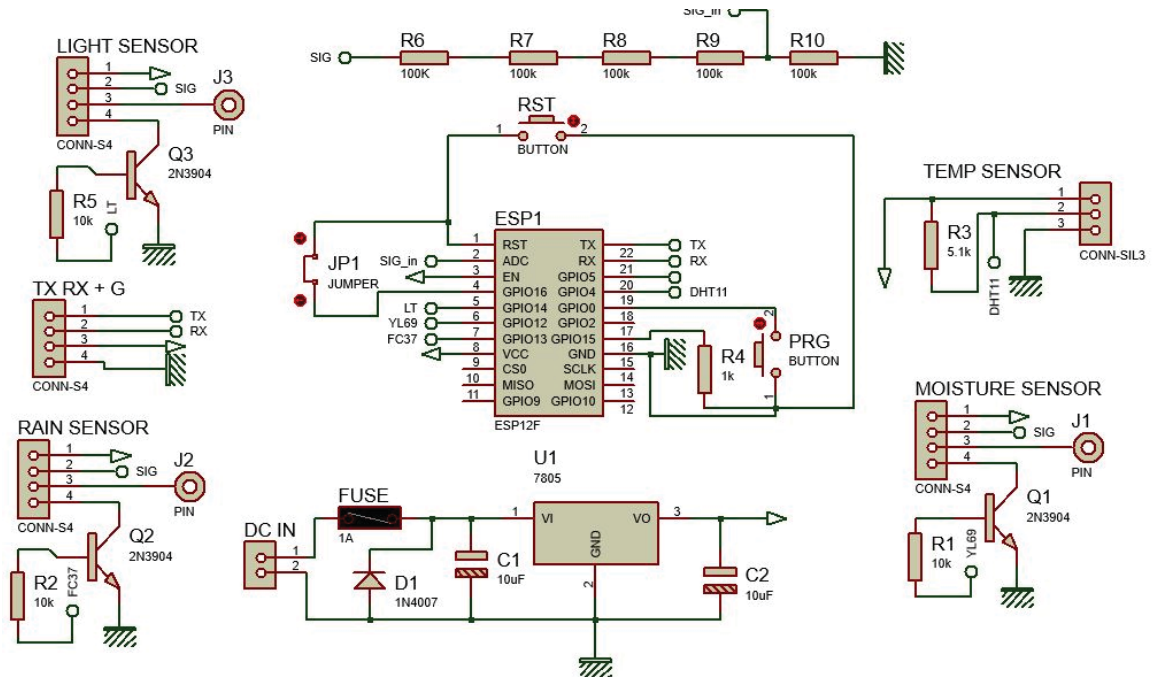 SIG_in
SIG
R6
100K
R7
100k
R8
100k
R9
100k
R10
100k
LIGHT SENSOR
1
2
3
4
SIG
J3
PIN
CONN-S4
Q3
2N3904
R5
10k
LT
RST
1
2
BUTTON
TEMP SENSOR
1
2
3
R3
5.1k
DHT11
CONN-SIL3
JP1
JUMPER
ESP1
SIG_in
LT
YL69
FC37
1 RST TX
2 ADC RX 22
3 EN GPIO5 21
4 GPIO16 GPIO4 20
5 GPIO14 GPIO0 19
6 GPIO12 GPIO2 18
7 GPIO13 GPIO15 17
8 VCC GND 16
9 CS0 SCLK 15
10 MISO MOSI 14
11 GPIO9 GPIO10 13
12
ESP12F
TX
RX
DHT11
R4
1k
2
PRG
BUTTON
1
TX RX + G
1
2
3
4
TX
RX
CONN-S4
RAIN SENSOR
1
2
3
4
SIG
J2
PIN
CONN-S4
Q2
2N3904
R2
10k
FC37
DC IN
1
2
FUSE
1A
D1
1N4007
C1
10uF
U1
7805
1
VI
VO
3
GND
2
C2
10uF
MOISTURE SENSOR
1
2
3
4
SIG
J1
PIN
CONN-S4
Q1
2N3904
R1
10k
YL69